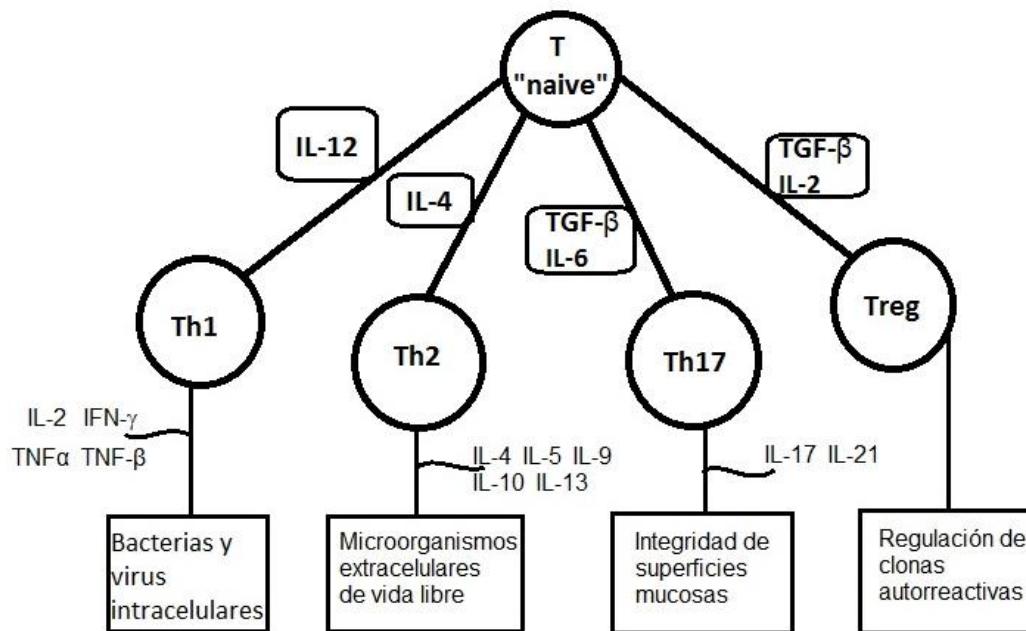 T
"naive"
IL-12
IL-4
TGF-β
IL-6
TGF-β
IL-2
Th1
Th2
Th17
Treg
IL-2 IFN-γ
TNFα TNF-β
IL-4 IL-5 IL-9
IL-10 IL-13
IL-17 IL-21
Bacterias y
virus
intracelulares
Microorganismos
extracelulares
de vida libre
Integridad de
superficies
mucosas
Regulación de
clonas
autorreactivas